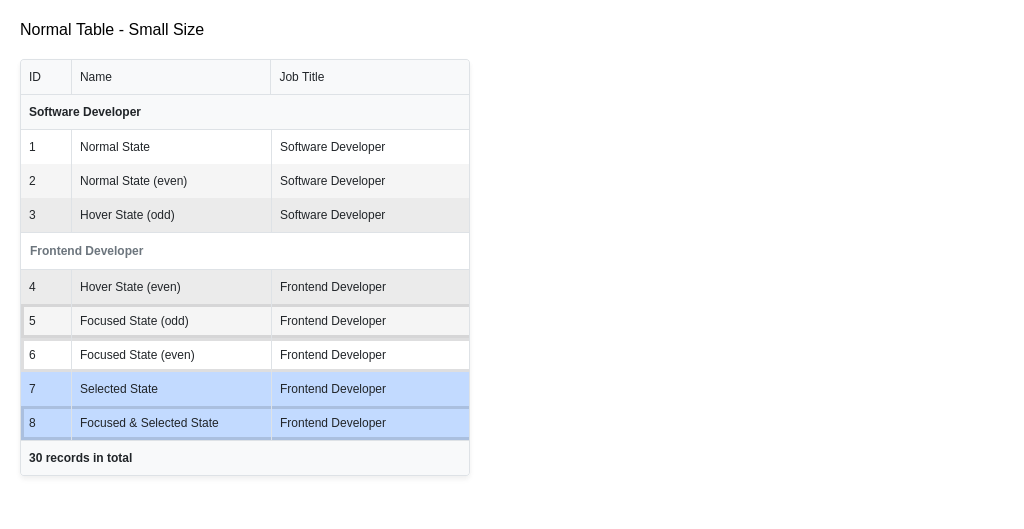 Normal Table - Small Size
ID Name Job Title
Software Developer
1 Normal State Software Developer
2 Normal State (even) Software Developer
3 Hover State (odd) Software Developer
Frontend Developer
4 Hover State (even) Frontend Developer
5 Focused State (odd) Frontend Developer
6 Focused State (even) Frontend Developer
7 Selected State Frontend Developer
8 Focused & Selected State Frontend Developer
30 records in total